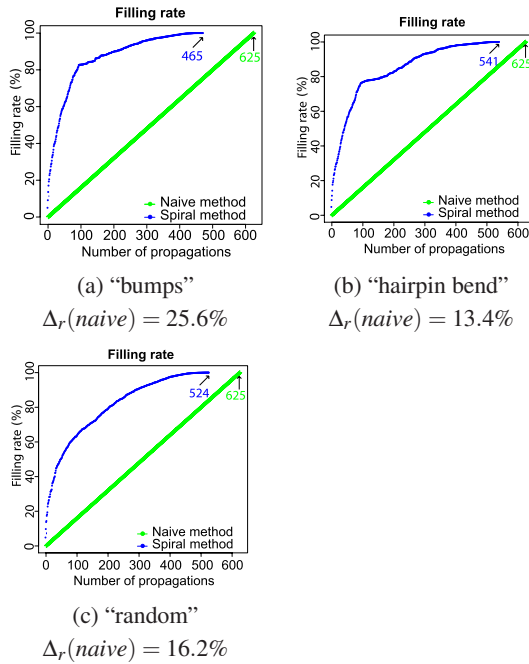 Filling rate
Filling rate (%)
0 20 40 60 80 100
465
625
Naive method
Spiral method
0 100 200 300 400 500 600
Number of propagations
(a) “bumps”
Δr(naive) = 25.6%
Filling rate
Filling rate (%)
0 20 40 60 80 100
541
625
Naive method
Spiral method
0 100 200 300 400 500 600
Number of propagations
(b) “hairpin bend”
Δr(naive) = 13.4%
Filling rate
Filling rate (%)
0 20 40 60 80 100
524
625
Naive method
Spiral method
0 100 200 300 400 500 600
Number of propagations
(c) “random”
Δr(naive) = 16.2%